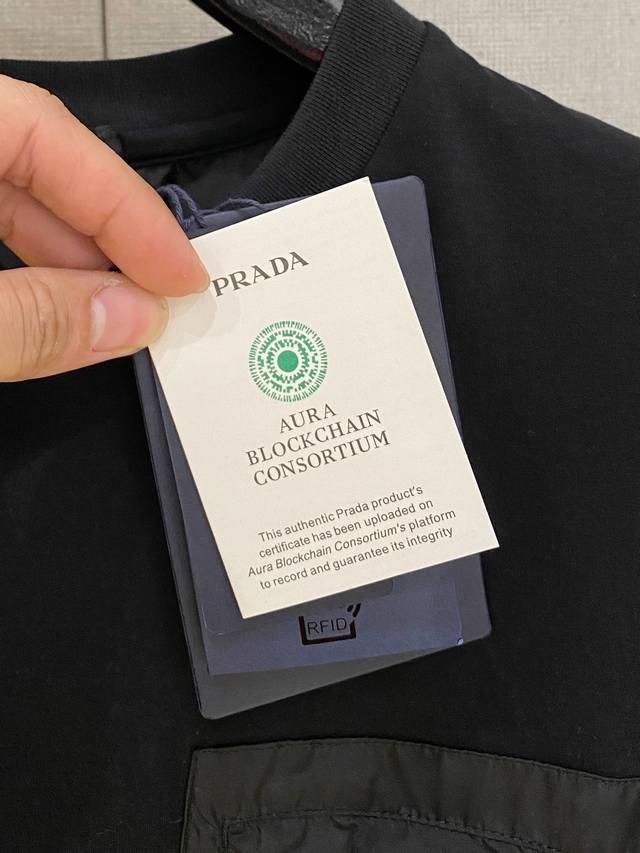 PRADA
AURA
BLOCKCHAIN
CONSORTIUM
This authentic Prada product's
certificate has been uploaded on
Aura Blockchain Consortium's platform
to record and guarantee its integrity
RFID